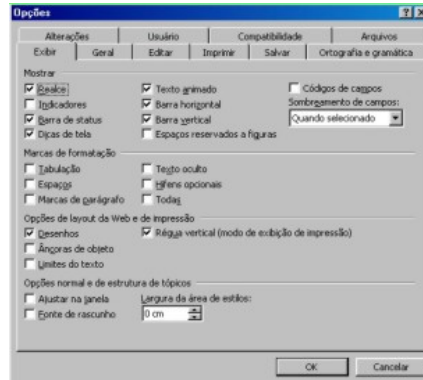 Opções
Alterações Usuário Compatibilidade Arquivos
Exibir Geral Editar Imprimir Salvar Ortografia e gramática
Mostrar
Realce Texto animado Códigos de campos
Indicadores Barra horizontal Sombreamento de campos:
Barra de status Barra vertical Quando selecionado
Dicas de tela Espaços reservados a figuras
Marcas de formatação
Tabulação Texto oculto
Espaços Hífens opcionais
Marcas de parágrafo Todas
Opções de layout da Web e de impressão
Desenhos Régua vertical (modo de exibição de impressão)
Âncoras de objeto
Limites do texto
Opções normal e de estrutura de tópicos
Ajustar na janela Largura da área de estilos:
Fonte de rascunho 0 cm
OK Cancelar